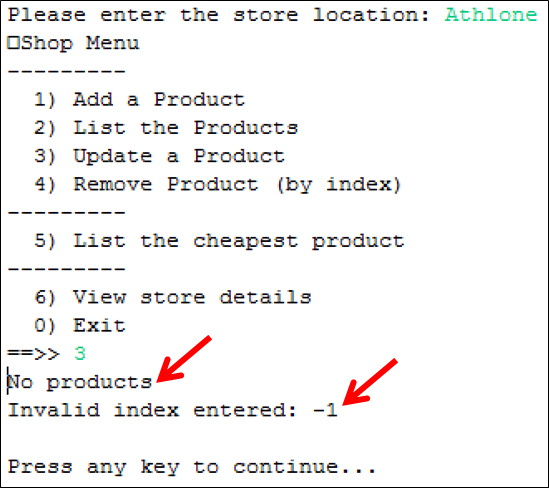 Please enter the store location: Athlone
□Shop Menu
---------
  1) Add a Product
  2) List the Products
  3) Update a Product
  4) Remove Product (by index)
---------
  5) List the cheapest product
---------
  6) View store details
  0) Exit
==>> 3
No products
Invalid index entered: -1

Press any key to continue...